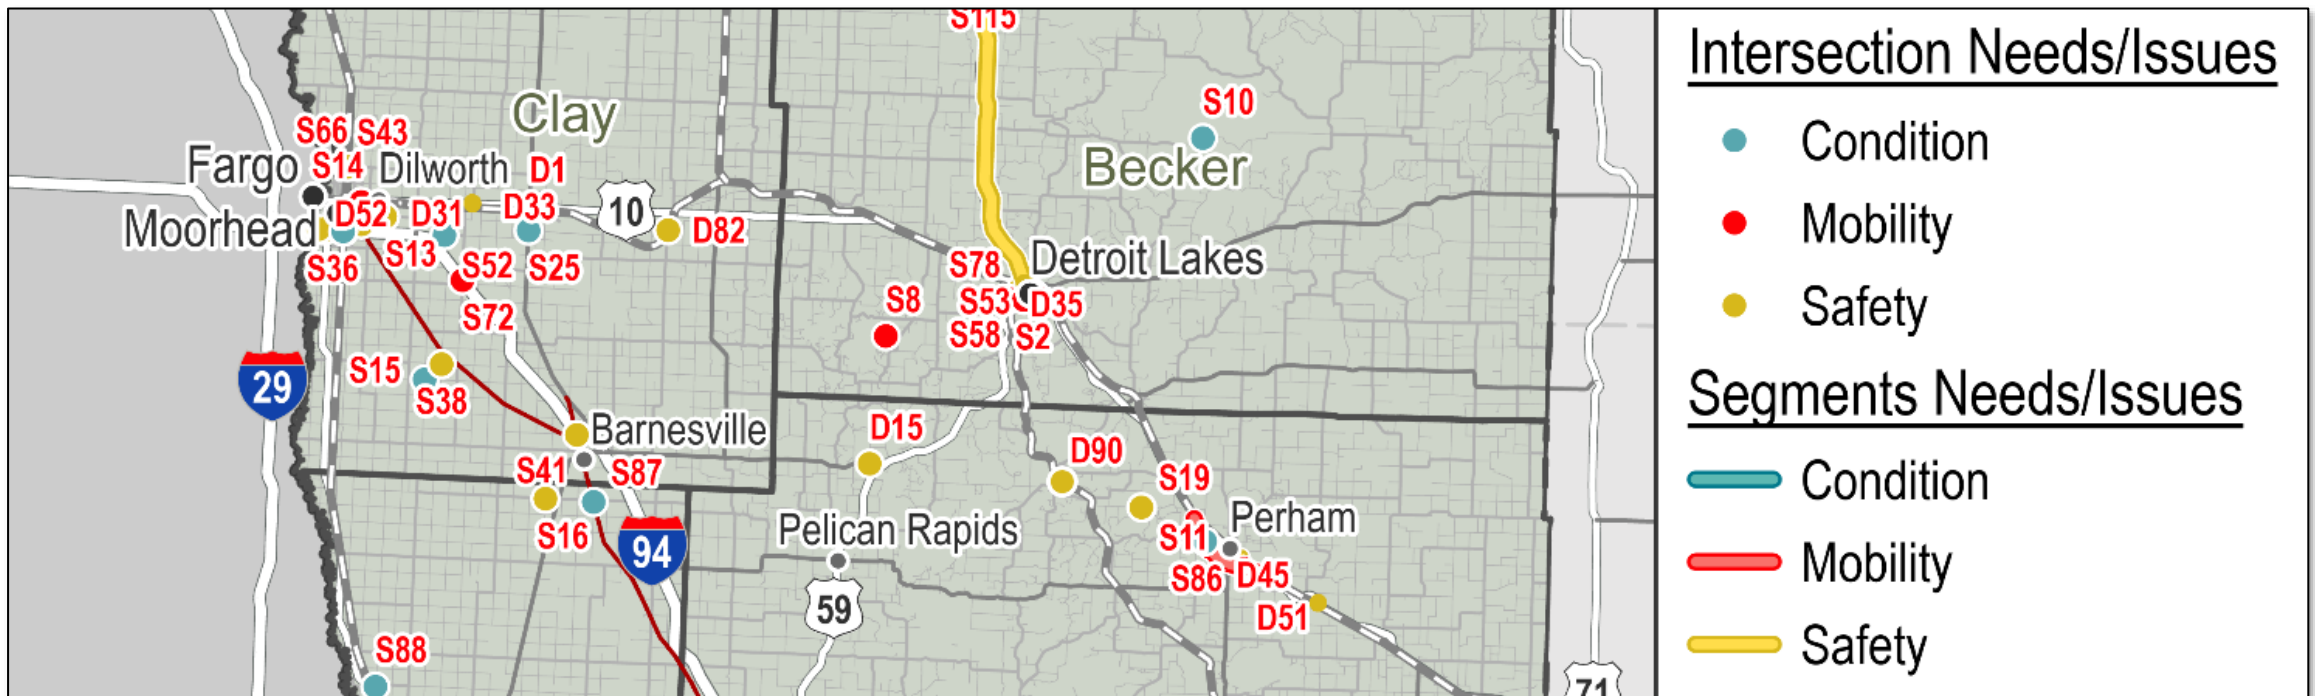 S115
Clay
S10
S66 S43
Fargo S14 Dilworth D1
Becker
Moorhead D52 D31 D33 10 D82
S36 S13 S52 S25
S78 Detroit Lakes
S8 S53 D35
S72 S58 S2
29 S15
S38
Barnesville D15
D90
S41 S87 S19
S16 94 Pelican Rapids S11 Perham
S86 D45
59 D51
S88
71
Intersection Needs/Issues
Condition
Mobility
Safety
Segments Needs/Issues
Condition
Mobility
Safety